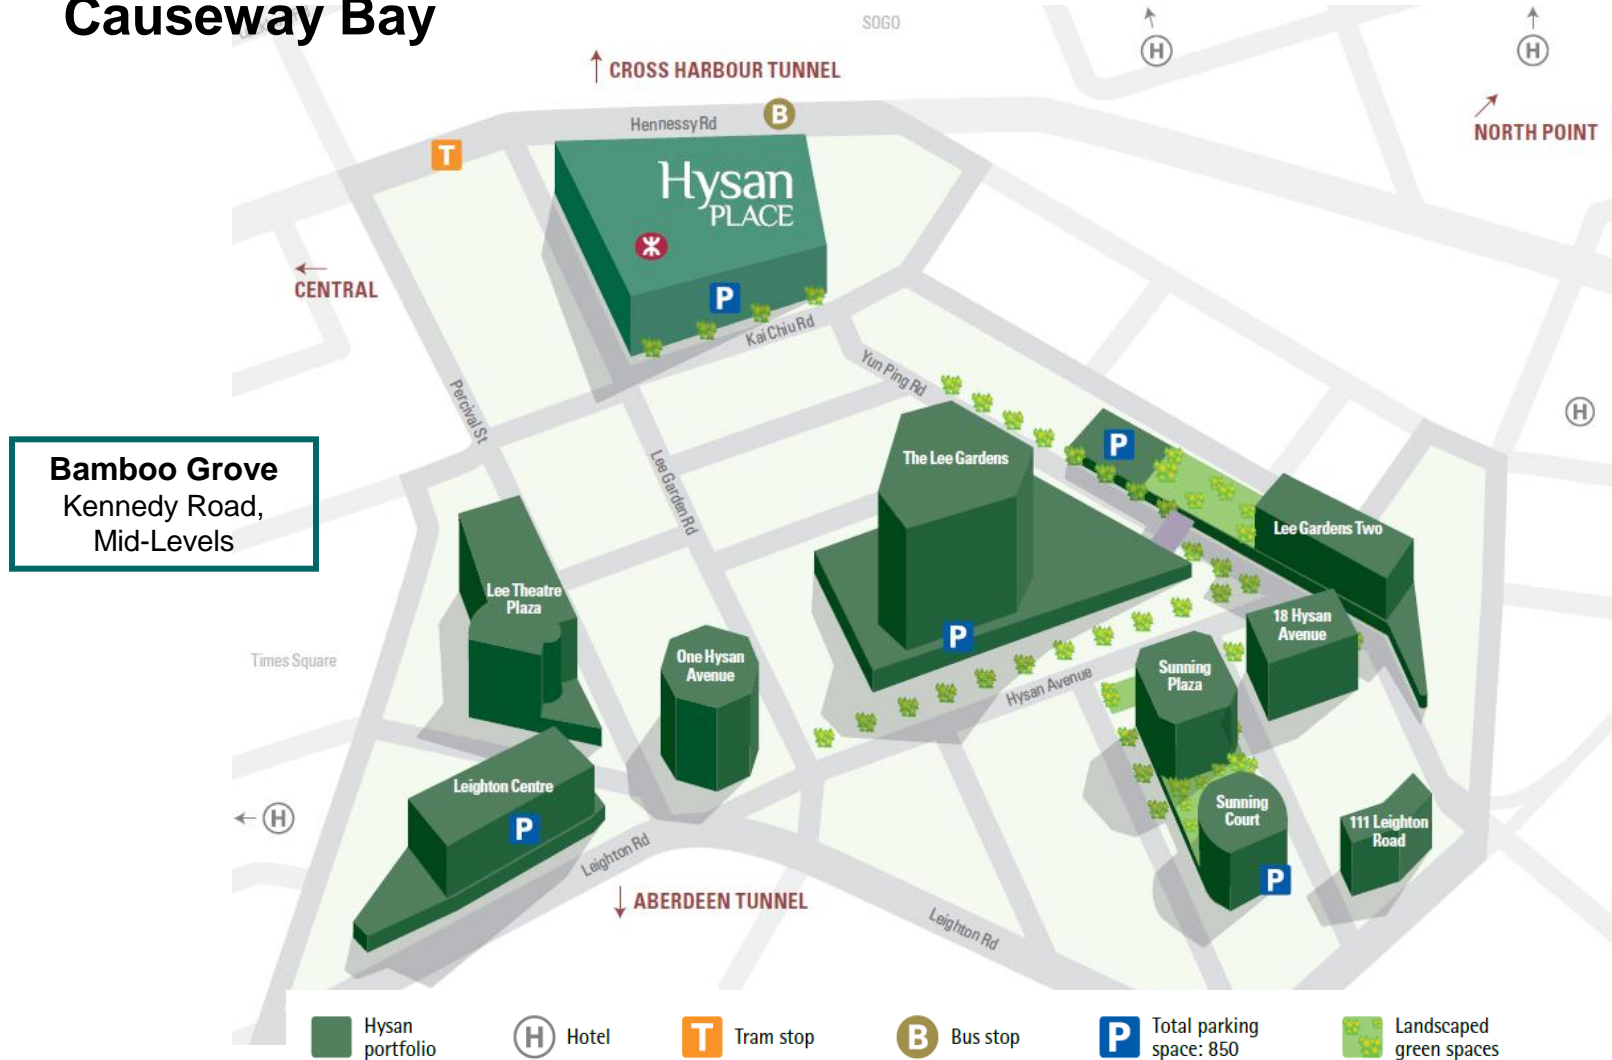 Causeway Bay
SOGO
H
H
CROSS HARBOUR TUNNEL
B
Hennessy Rd
NORTH POINT
T
Hysan
PLACE
CENTRAL
P
Kai Chiu Rd
Yun Ping Rd
Percival St
H
Bamboo Grove
Kennedy Road,
Mid-Levels
Lee Garden Rd
The Lee Gardens
P
Lee Gardens Two
Lee Theatre
Plaza
18 Hysan
Avenue
P
Times Square
One Hysan
Avenue
Sunning
Plaza
Hysan Avenue
Leighton Centre
P
H
Sunning
Court
111 Leighton
Road
Leighton Rd
P
ABERDEEN TUNNEL
Leighton Rd
Hysan
portfolio
H Hotel
T Tram stop
B Bus stop
P Total parking
space: 850
Landscaped
green spaces